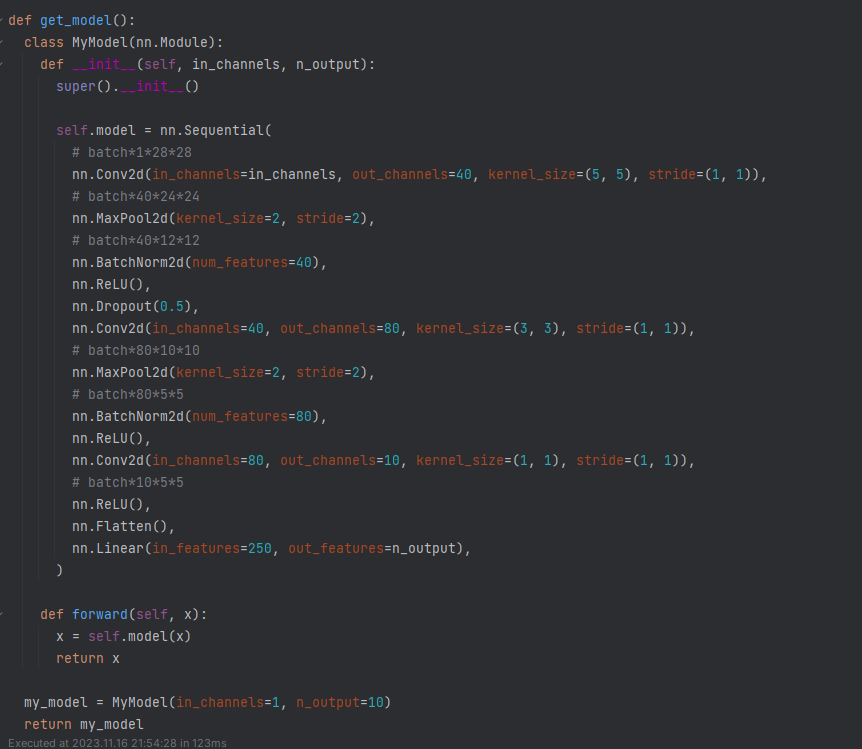 def get_model():
  class MyModel(nn.Module):
    def __init__(self, in_channels, n_output):
      super().__init__()

      self.model = nn.Sequential(
        # batch*1*28*28
        nn.Conv2d(in_channels=in_channels, out_channels=40, kernel_size=(5, 5), stride=(1, 1)),
        # batch*40*24*24
        nn.MaxPool2d(kernel_size=2, stride=2),
        # batch*40*12*12
        nn.BatchNorm2d(num_features=40),
        nn.ReLU(),
        nn.Dropout(0.5),
        nn.Conv2d(in_channels=40, out_channels=80, kernel_size=(3, 3), stride=(1, 1)),
        # batch*80*10*10
        nn.MaxPool2d(kernel_size=2, stride=2),
        # batch*80*5*5
        nn.BatchNorm2d(num_features=80),
        nn.ReLU(),
        nn.Conv2d(in_channels=80, out_channels=10, kernel_size=(1, 1), stride=(1, 1)),
        # batch*10*5*5
        nn.ReLU(),
        nn.Flatten(),
        nn.Linear(in_features=250, out_features=n_output),
      )

    def forward(self, x):
      x = self.model(x)
      return x

  my_model = MyModel(in_channels=1, n_output=10)
  return my_model
Executed at 2023.11.16 21:54:28 in 123ms